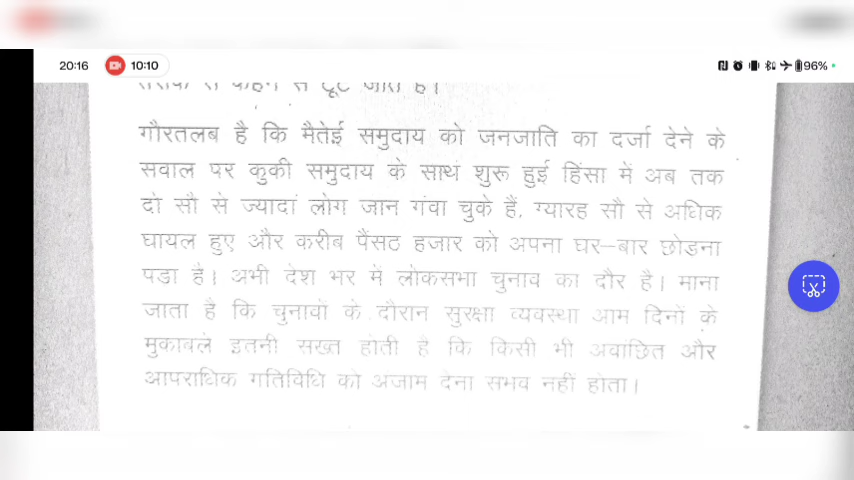 20:16 10:10 96%
से टूट जाते हैं।
गौरतलब है कि मैतेई समुदाय को जनजाति का दर्जा देने के
सवाल पर कुकी समुदाय के साथ शुरू हुई हिंसा में अब तक
दो सौ से ज्यादा लोग जान गंवा चुके हैं, ग्यारह सौ से अधिक
घायल हुए और करीब पैंसठ हजार को अपना घर–बार छोडना
पडा है। अभी देश भर में लोकसभा चुनाव का दौर है। माना
जाता है कि चुनावों के दौरान सुरक्षा व्यवस्था आम दिनों के
मुकाबले इतनी सख्त होती है कि किसी भी अवांछित और
आपराधिक गतिविधि को अंजाम देना संभव नहीं होता।